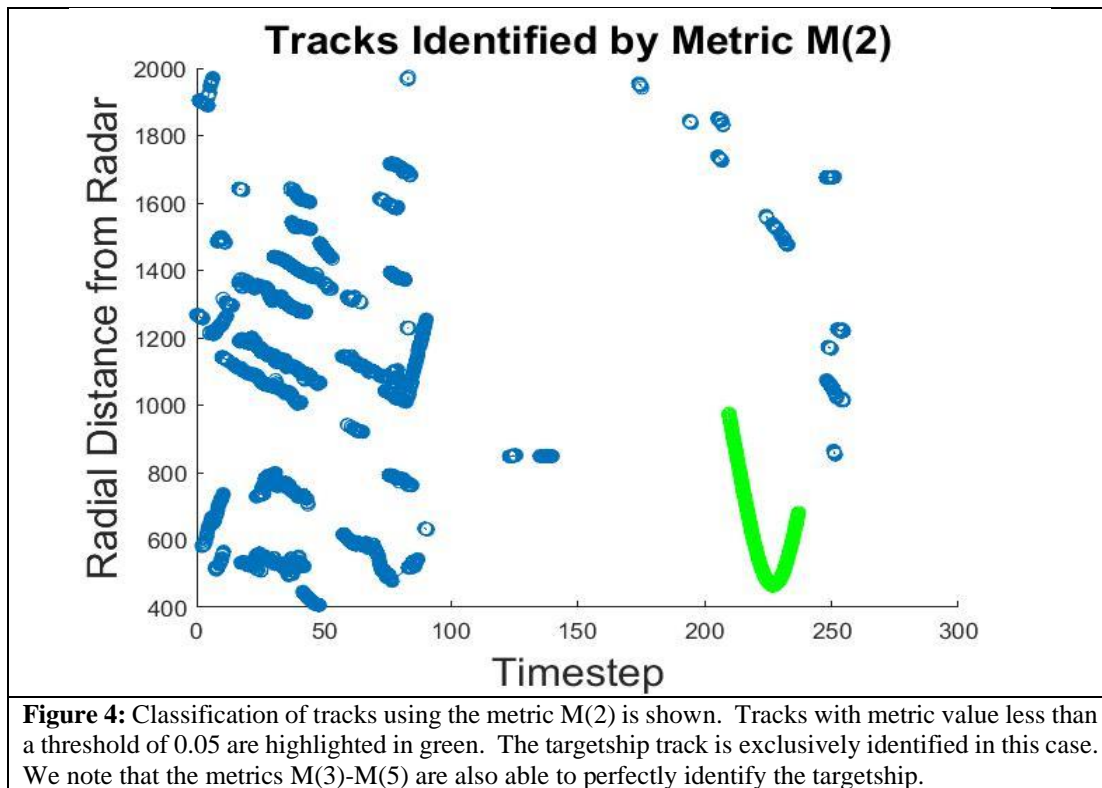 Tracks Identified by Metric M(2)
2000
1800
1600
1400
1200
1000
800
600
400
Radial Distance from Radar
0
50
100
150
200
250
300
Timestep
Figure 4: Classification of tracks using the metric M(2) is shown. Tracks with metric value less than
a threshold of 0.05 are highlighted in green. The targetship track is exclusively identified in this case.
We note that the metrics M(3)-M(5) are also able to perfectly identify the targetship.